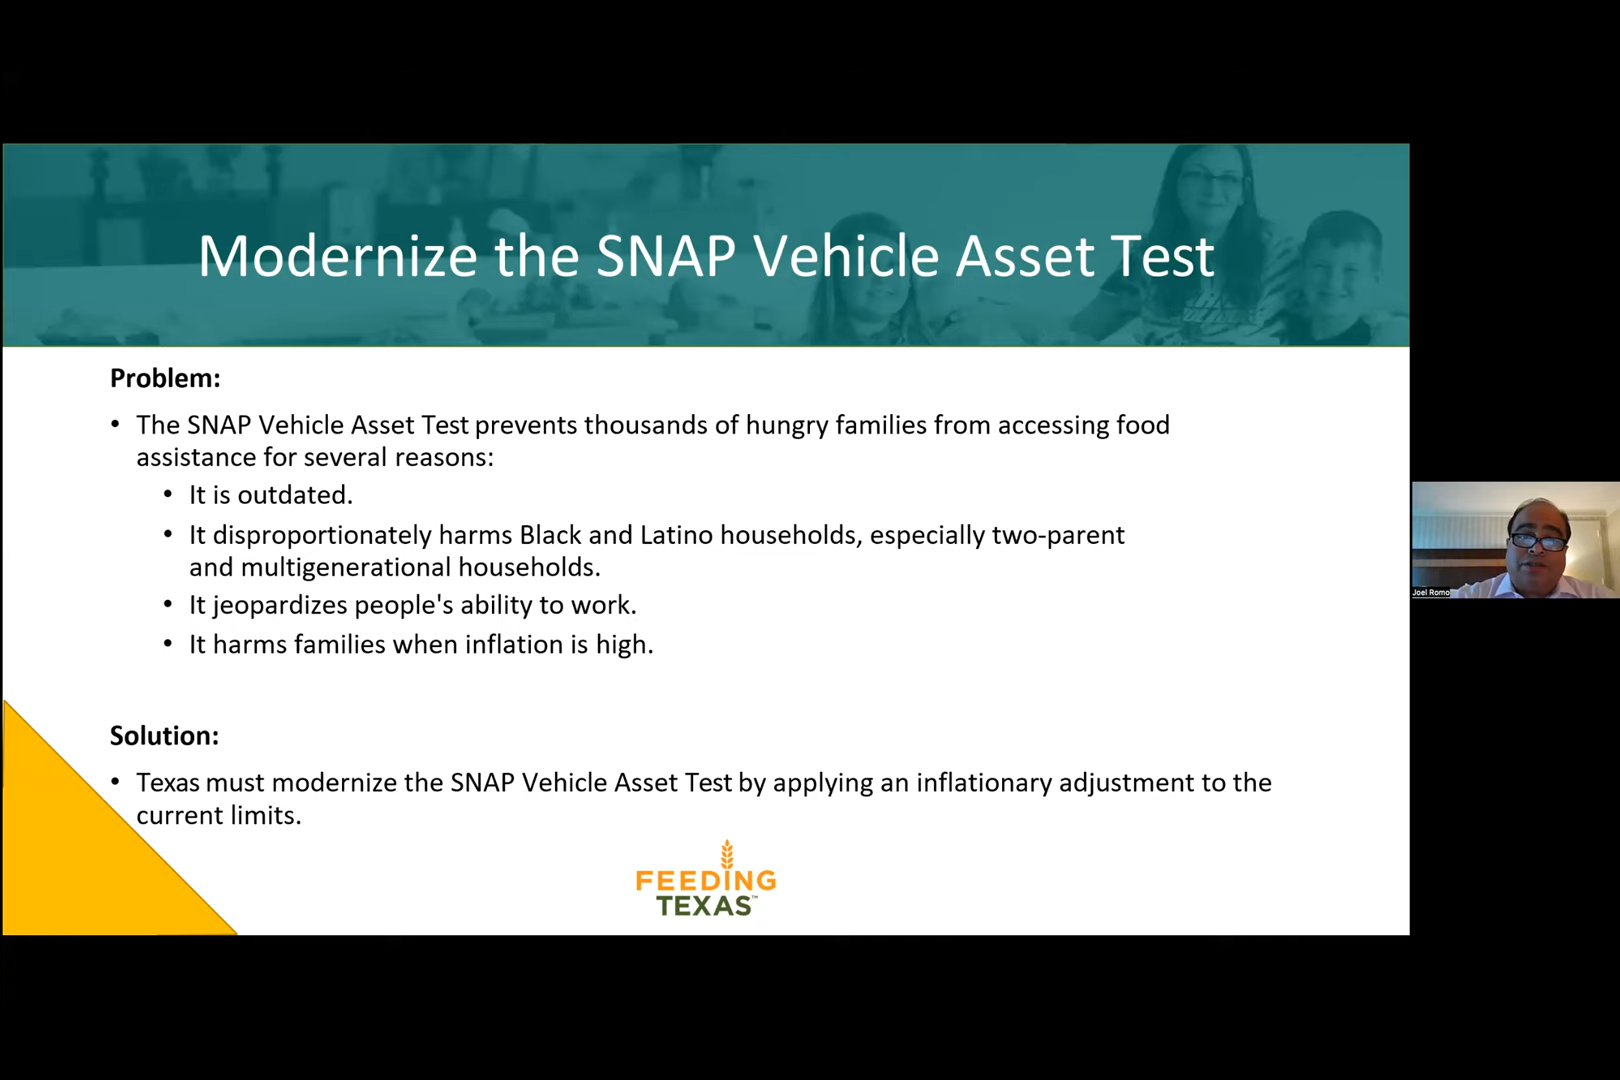 Modernize the SNAP Vehicle Asset Test
Problem:
• The SNAP Vehicle Asset Test prevents thousands of hungry families from accessing food
assistance for several reasons:
• It is outdated.
• It disproportionately harms Black and Latino households, especially two-parent
and multigenerational households.
• It jeopardizes people's ability to work.
• It harms families when inflation is high.
Solution:
• Texas must modernize the SNAP Vehicle Asset Test by applying an inflationary adjustment to the
current limits.
FEEDING
TEXAS™
Joel Romo